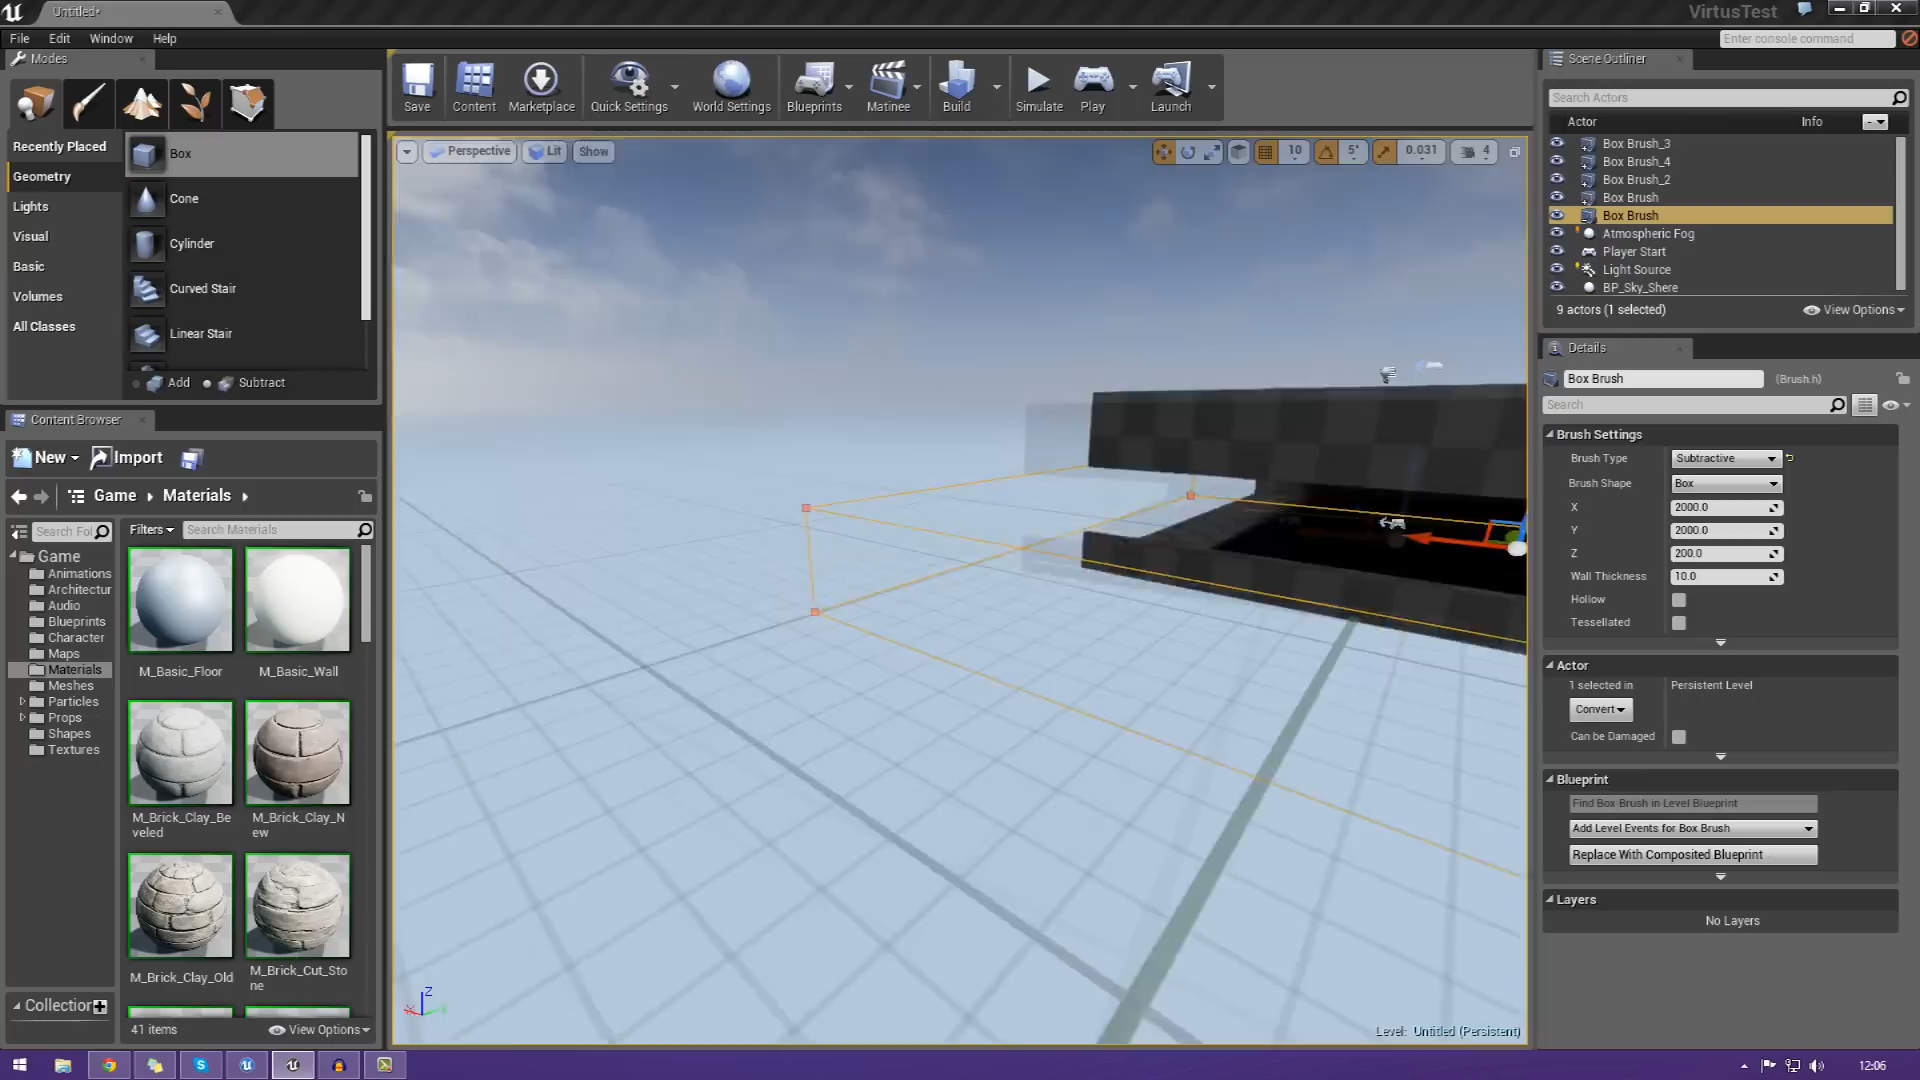 Untitled*
VirtusTest
File Edit Window Help
Enter console command
Modes
Recently Placed
Geometry
Lights
Visual
Basic
Volumes
All Classes
Box
Cone
Cylinder
Curved Stair
Linear Stair
Add Subtract
Save Content Marketplace Quick Settings World Settings Blueprints Matinee Build Simulate Play Launch
Perspective Lit Show
10 5° 0.031 4
Content Browser
New Import
Game Materials
Search Fol
Filters Search Materials
Game
Animations
Architectur
Audio
Blueprints
Character
Maps
Materials
Meshes
Particles
Props
Shapes
Textures
M_Basic_Floor
M_Basic_Wall
M_Brick_Clay_Be
veled
M_Brick_Clay_N
ew
M_Brick_Clay_Old
M_Brick_Cut_Sto
ne
Collection
41 items View Options
X Z
Level: Untitled (Persistent)
Scene Outliner
Search Actors
Actor Info
Box Brush_3
Box Brush_4
Box Brush_2
Box Brush
Box Brush
Atmospheric Fog
Player Start
Light Source
BP_Sky_Shere
9 actors (1 selected) View Options
Details
Box Brush (Brush.h)
Search
Brush Settings
Brush Type Subtractive
Brush Shape Box
X 2000.0
Y 2000.0
Z 200.0
Wall Thickness 10.0
Hollow
Tessellated
Actor
1 selected in Persistent Level
Convert
Can be Damaged
Blueprint
Find Box Brush in Level Blueprint
Add Level Events for Box Brush
Replace With Composited Blueprint
Layers
No Layers
12:06